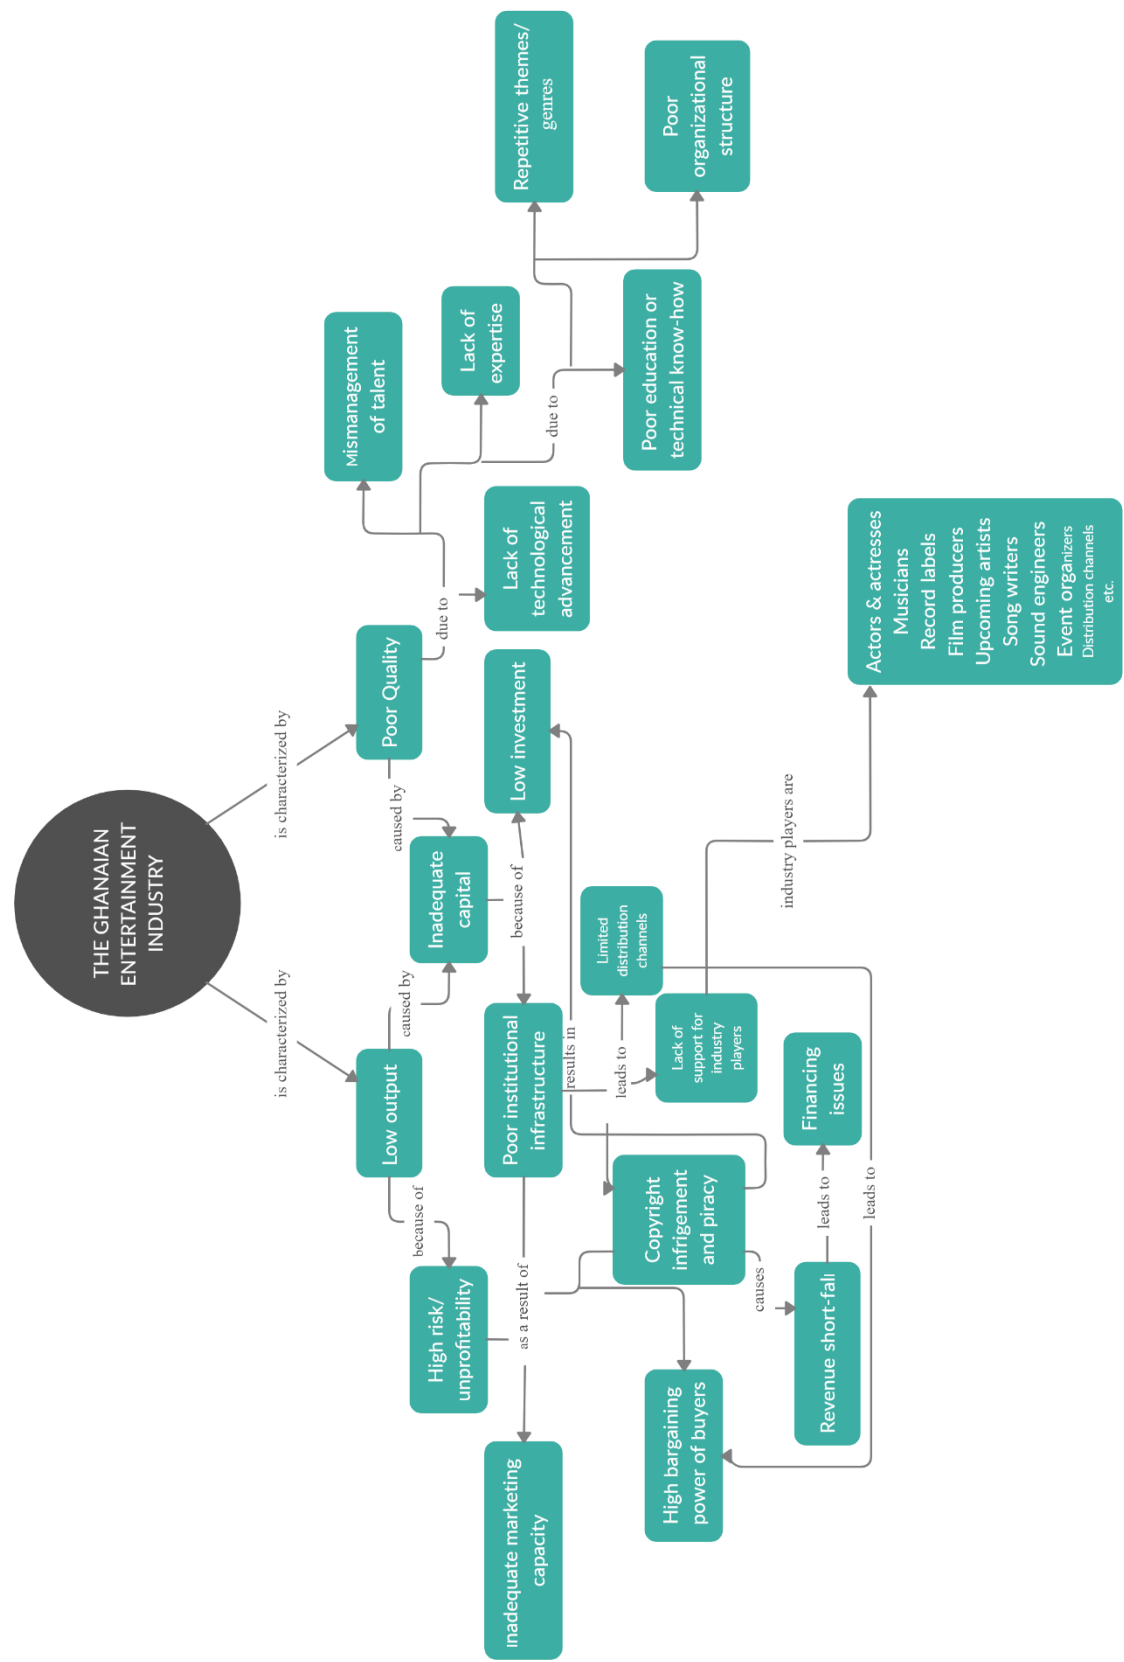 THE GHANAIAN
ENTERTAINMENT
INDUSTRY
is characterized by
is characterized by
Low output
Poor Quality
because of
caused by
caused by
due to
High risk/
unprofitability
Inadequate
capital
Mismanagement
of talent
Lack of
expertise
as a result of
because of
due to
Inadequate marketing
capacity
Poor institutional
infrastructure
Low investment
Lack of
technological
advancement
Repetitive themes/
genres
results in
leads to
Limited
distribution
channels
Poor education or
technical know-how
Poor
organizational
structure
High bargaining
power of buyers
Copyright
infrigement
and piracy
Lack of
support for
industry
players
causes
industry players are
Revenue short-fall
leads to
Financing
issues
leads to
Actors & actresses
Musicians
Record labels
Film producers
Upcoming artists
Song writers
Sound engineers
Event organizers
Distribution channels
etc.